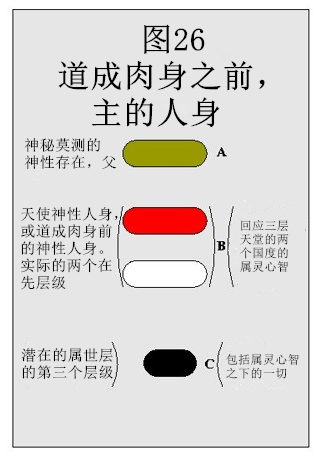 图26
道成肉身之前，
主的人身
神秘莫测的
神性存在，父
A
天使神性人身，
或道成肉身前
的神性人身。
实际的两个在
先层级
B
回应三层
天堂的两
个国度的
属灵心智
潜在的属世层
的第三个层级
C
包括属灵心智
之下的一切